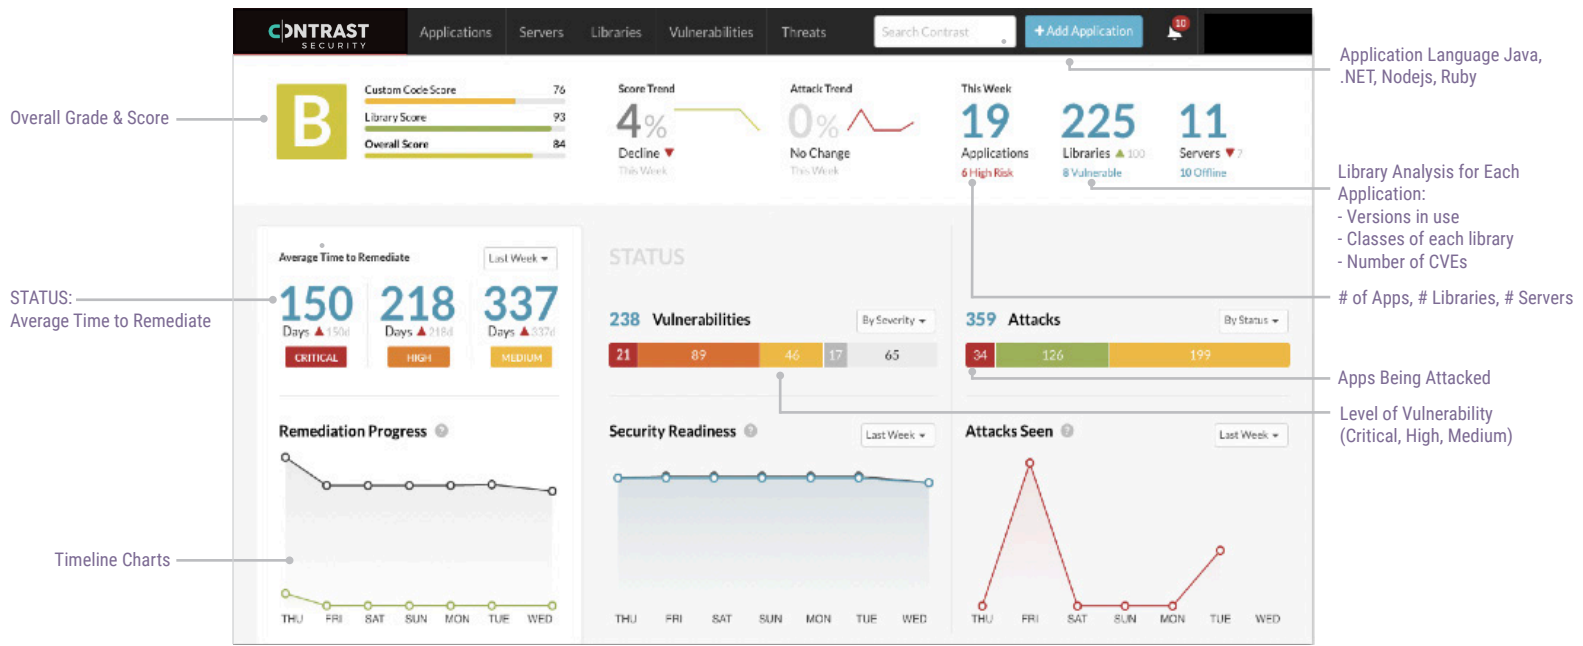 CONTRAST
SECURITY
Applications
Servers
Libraries
Vulnerabilities
Threats
Search Contrast
+ Add Application
10
Application Language Java,
.NET, Nodejs, Ruby
Overall Grade & Score
B
Custom Code Score 76
Library Score 93
Overall Score 84
Score Trend
4%
Decline ▼
This Week
Attack Trend
0%
No Change
This Week
This Week
19
Applications
6 High Risk
225
Libraries ▲ 100
8 Vulnerable
11
Servers ▼ 7
10 Offline
Library Analysis for Each
Application:
- Versions in use
- Classes of each library
- Number of CVEs
# of Apps, # Libraries, # Servers
STATUS:
Average Time to Remediate
Average Time to Remediate
Last Week
150
Days ▲ 150d
CRITICAL
218
Days ▲ 218d
HIGH
337
Days ▲ 337d
MEDIUM
STATUS
238 Vulnerabilities
By Severity
21 89 46 17 65
359 Attacks
By Status
34 126 199
Apps Being Attacked
Level of Vulnerability
(Critical, High, Medium)
Remediation Progress ?
Security Readiness ?
Last Week
Attacks Seen ?
Last Week
Timeline Charts
THU FRI SAT SUN MON TUE WED
THU FRI SAT SUN MON TUE WED
THU FRI SAT SUN MON TUE WED